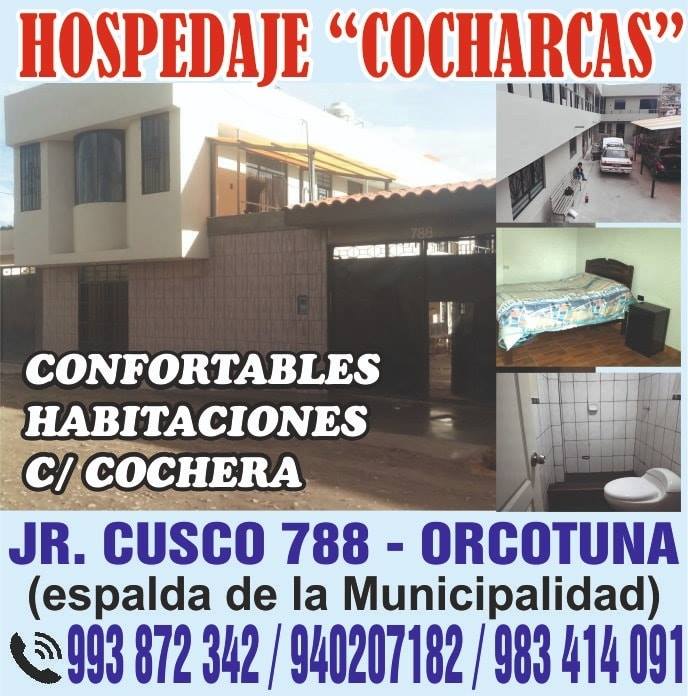 HOSPEDAJE “COCHARCAS”
788
CONFORTABLES
HABITACIONES
C/ COCHERA
JR. CUSCO 788 - ORCOTUNA
(espalda de la Municipalidad)
993 872 342 / 940207182 / 983 414 091